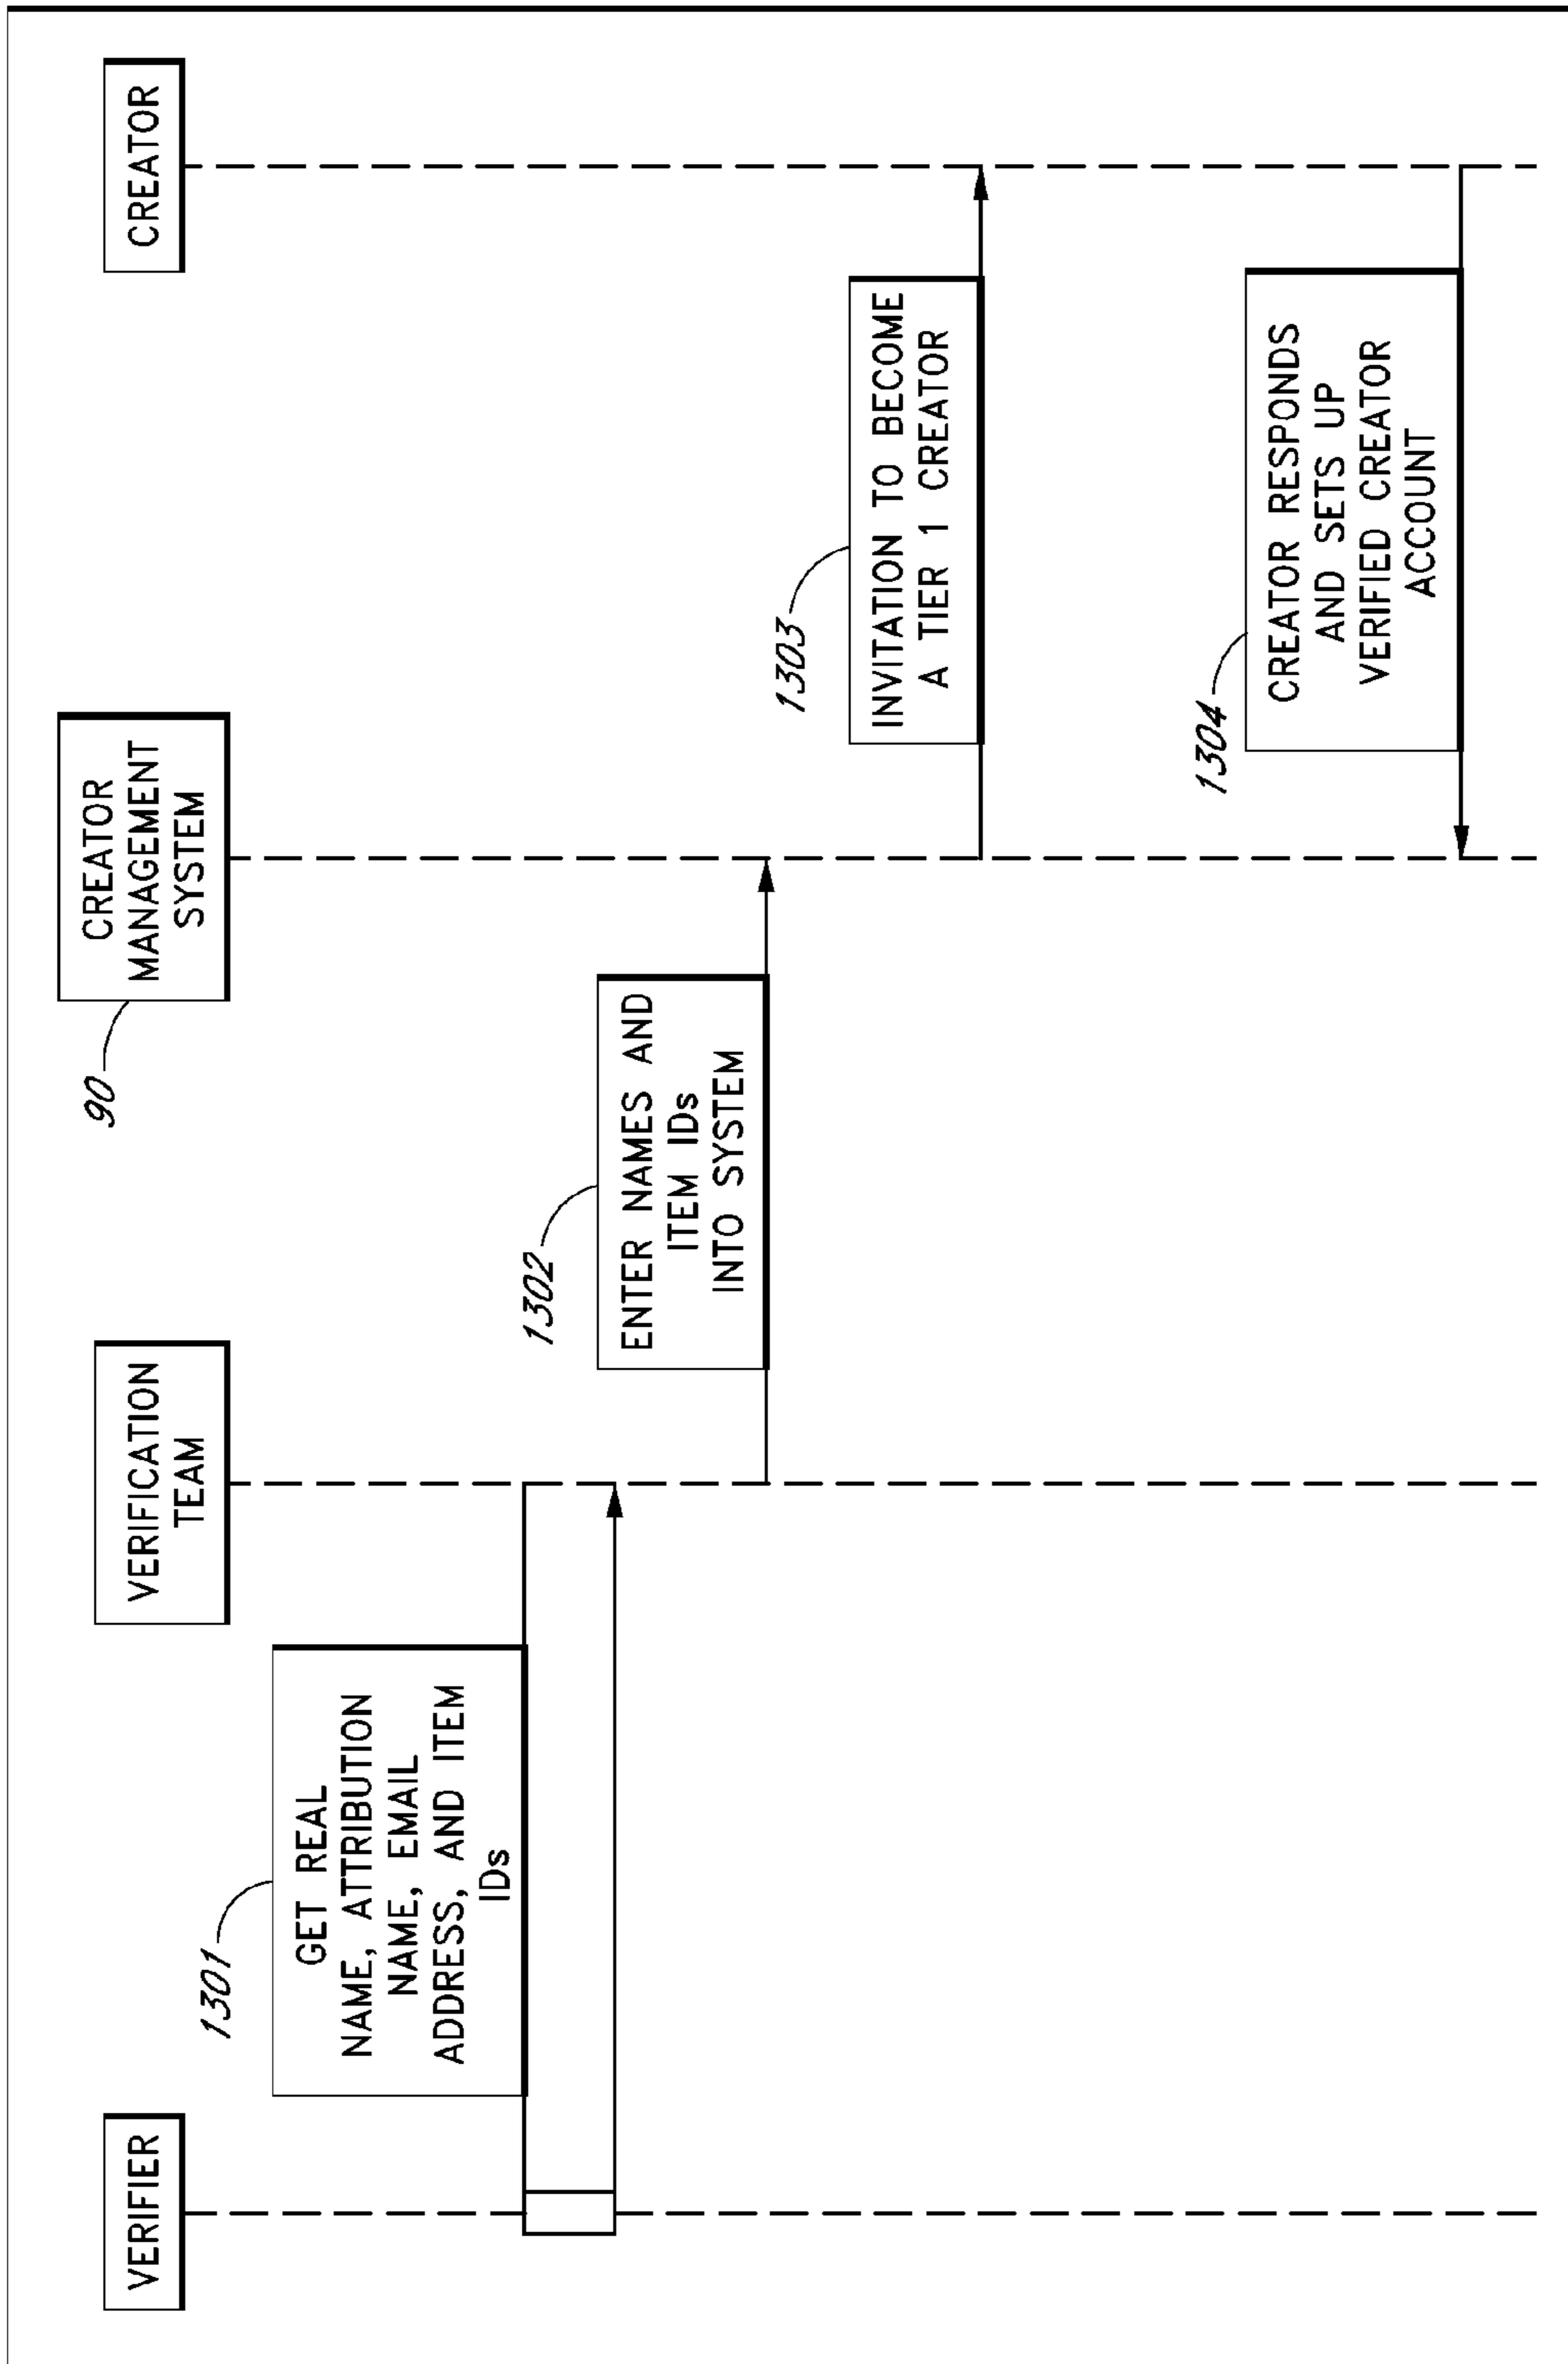 VERIFIER
VERIFICATION
TEAM
90
CREATOR
MANAGEMENT
SYSTEM
CREATOR
1301
GET REAL
NAME, ATTRIBUTION
NAME, EMAIL
ADDRESS, AND ITEM
IDs
1302
ENTER NAMES AND
ITEM IDs
INTO SYSTEM
1303
INVITATION TO BECOME
A TIER 1 CREATOR
1304
CREATOR RESPONDS
AND SETS UP
VERIFIED CREATOR
ACCOUNT